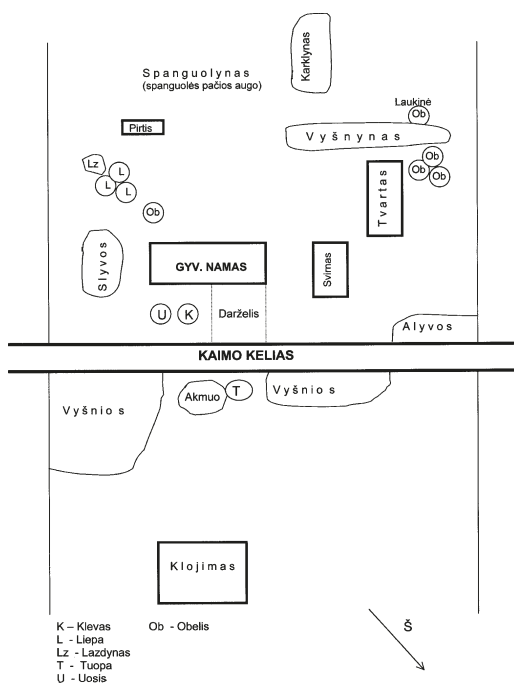 Karklynas
Spanguolynas
(spanguolės pačios augo)
Laukinė
Ob
Pirtis
Vyšnynas
Lz
L
L
L
Ob
Ob
Ob
Tvartas
Ob
Slyvos
GYV. NAMAS
Svirnas
U
K
Darželis
Alyvos
KAIMO KELIAS
Vyšnios
Akmuo
T
Vyšnios
Klojimas
K – Klevas
Ob - Obelis
L - Liepa
Lz - Lazdynas
T - Tuopa
U - Uosis
Š